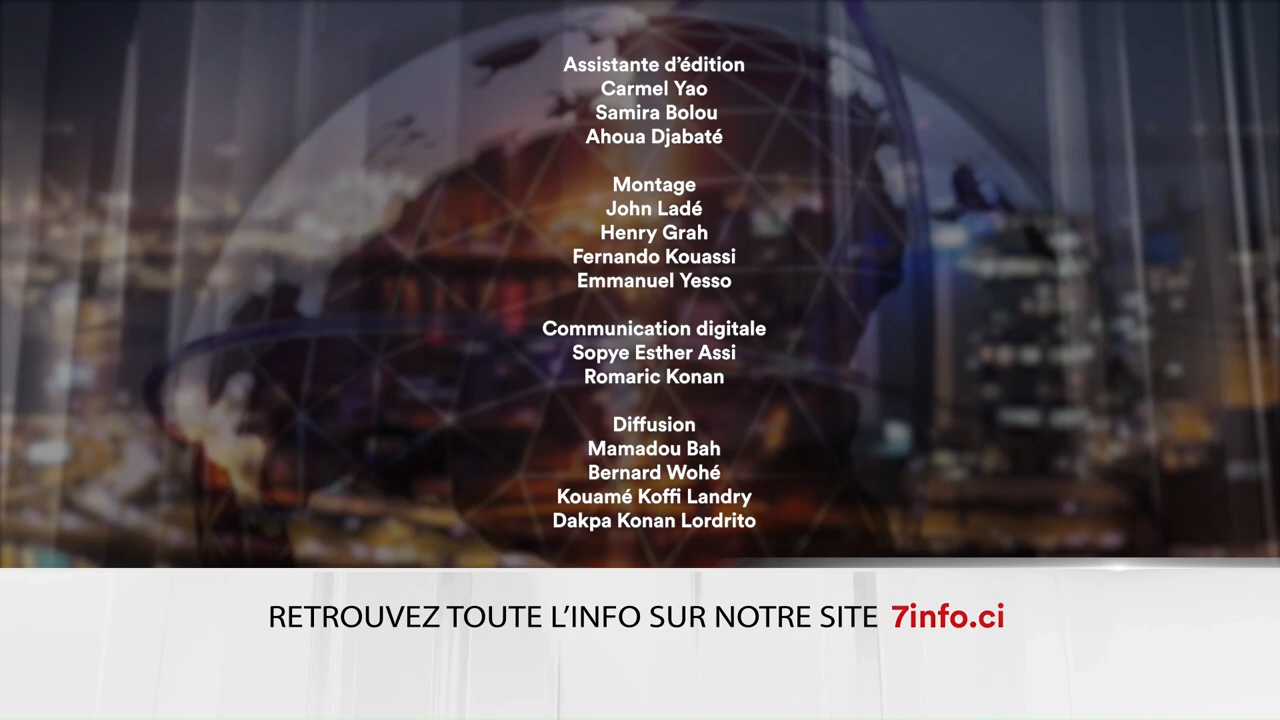 Assistante d’édition
Carmel Yao
Samira Bolou
Ahoua Djabaté
Montage
John Ladé
Henry Grah
Fernando Kouassi
Emmanuel Yesso
Communication digitale
Sopye Esther Assi
Romaric Konan
Diffusion
Mamadou Bah
Bernard Wohé
Kouamé Koffi Landry
Dakpa Konan Lordrito
RETROUVEZ TOUTE L’INFO SUR NOTRE SITE 7info.ci